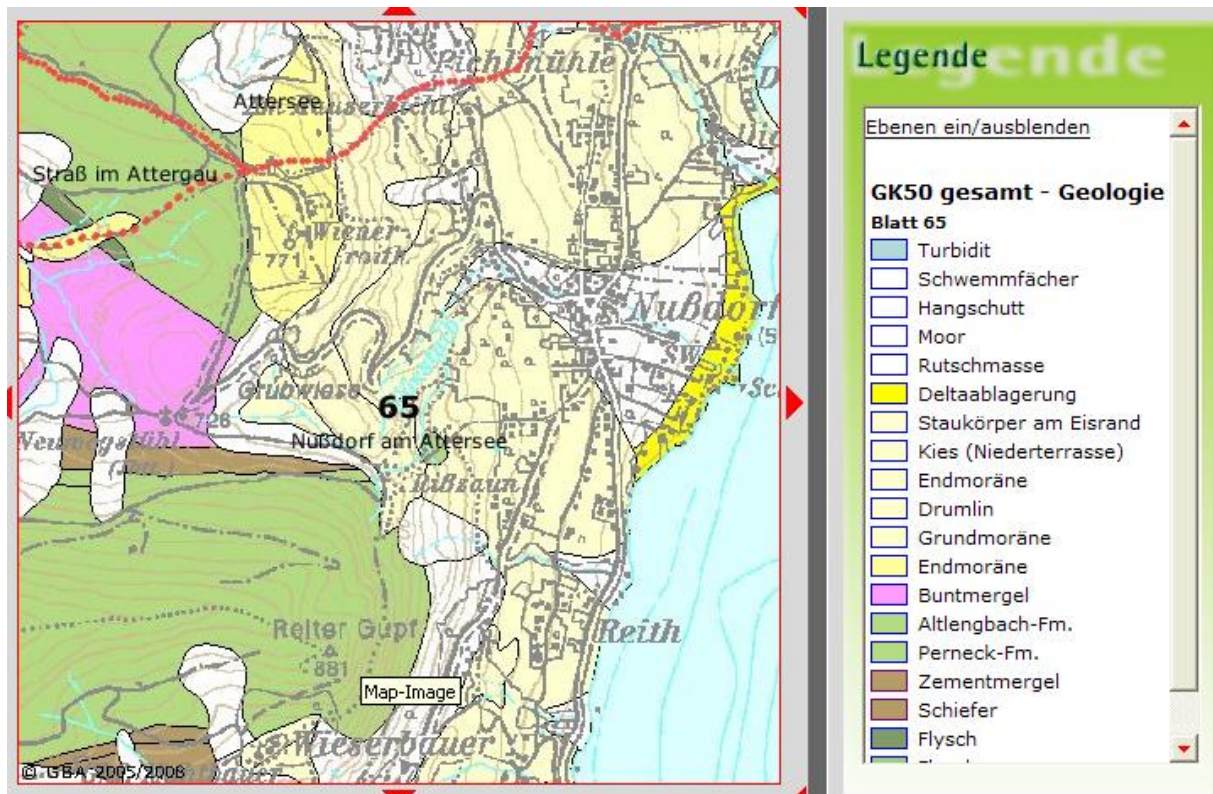 Pichlmühle
Attersee
Straß im Attergau
Wiener-
roith
771
Nußdorf
Grubwiese
65
726
Nußdorf am Attersee
Reiter Gupf
881
Reith
Map-Image
Wieserbauer
© GBA 2005/2006
Legende
Ebenen ein/ausblenden
GK50 gesamt - Geologie
Blatt 65
Turbidit
Schwemmfächer
Hangschutt
Moor
Rutschmasse
Deltaablagerung
Staukörper am Eisrand
Kies (Niederterrasse)
Endmoräne
Drumlin
Grundmoräne
Endmoräne
Buntmergel
Altlengbach-Fm.
Perneck-Fm.
Zementmergel
Schiefer
Flysch